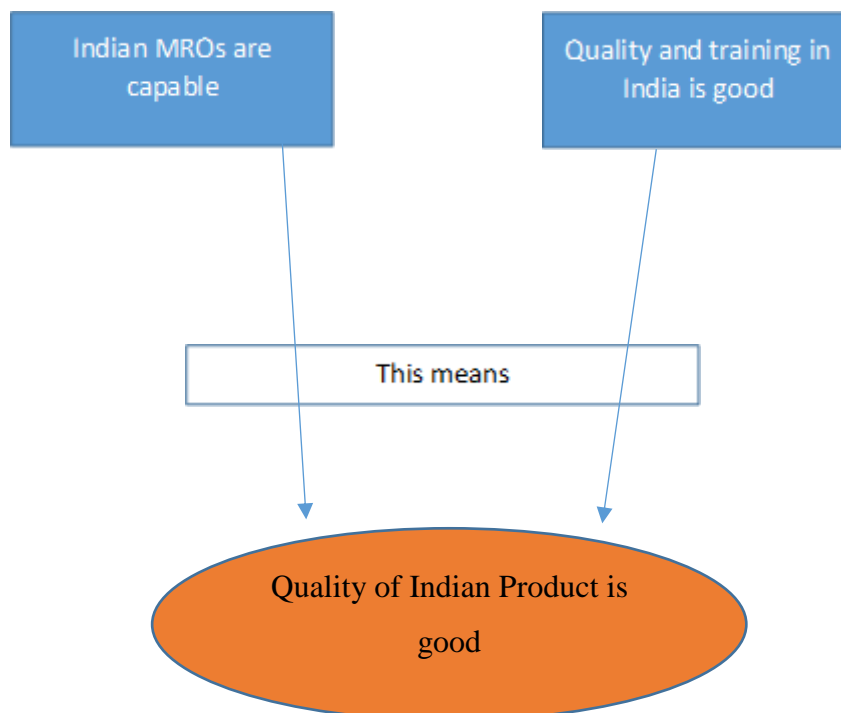 Indian MROs are
capable
Quality and training in
India is good
This means
Quality of Indian Product is
good